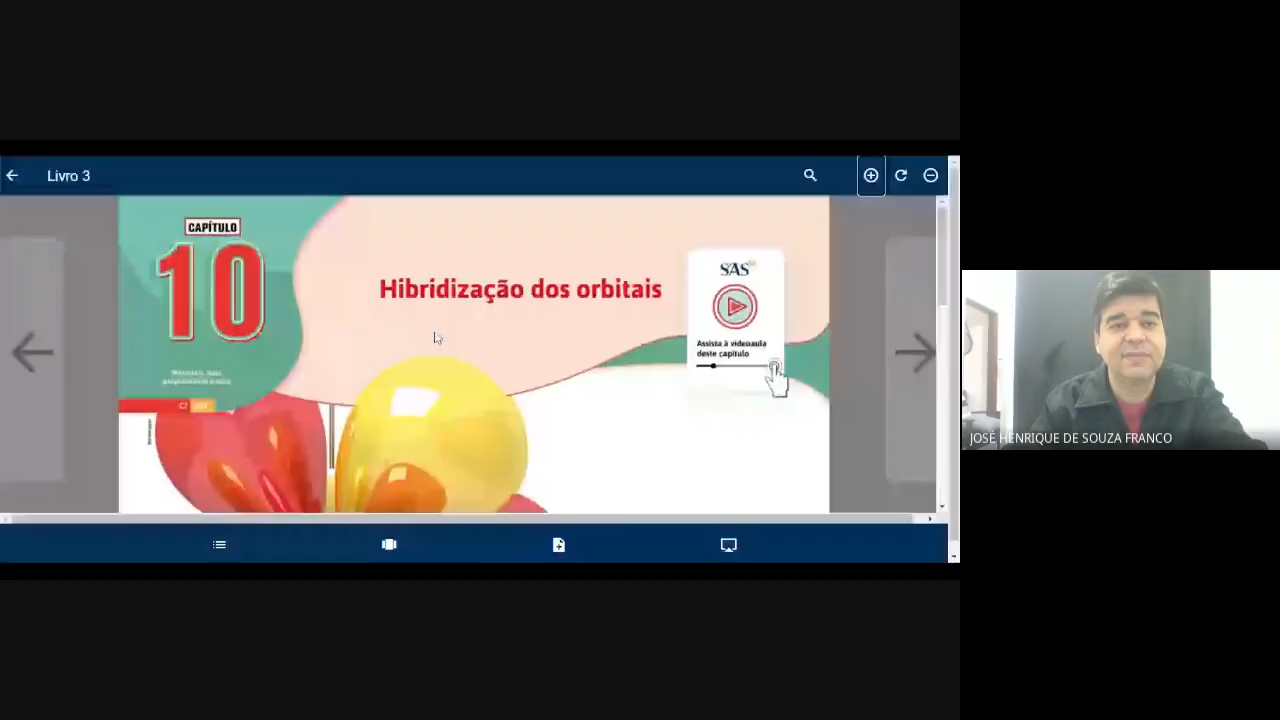 Livro 3
CAPÍTULO
10
Hibridização dos orbitais
SAS
Assista à videoaula
deste capítulo
JOSÉ HENRIQUE DE SOUZA FRANCO